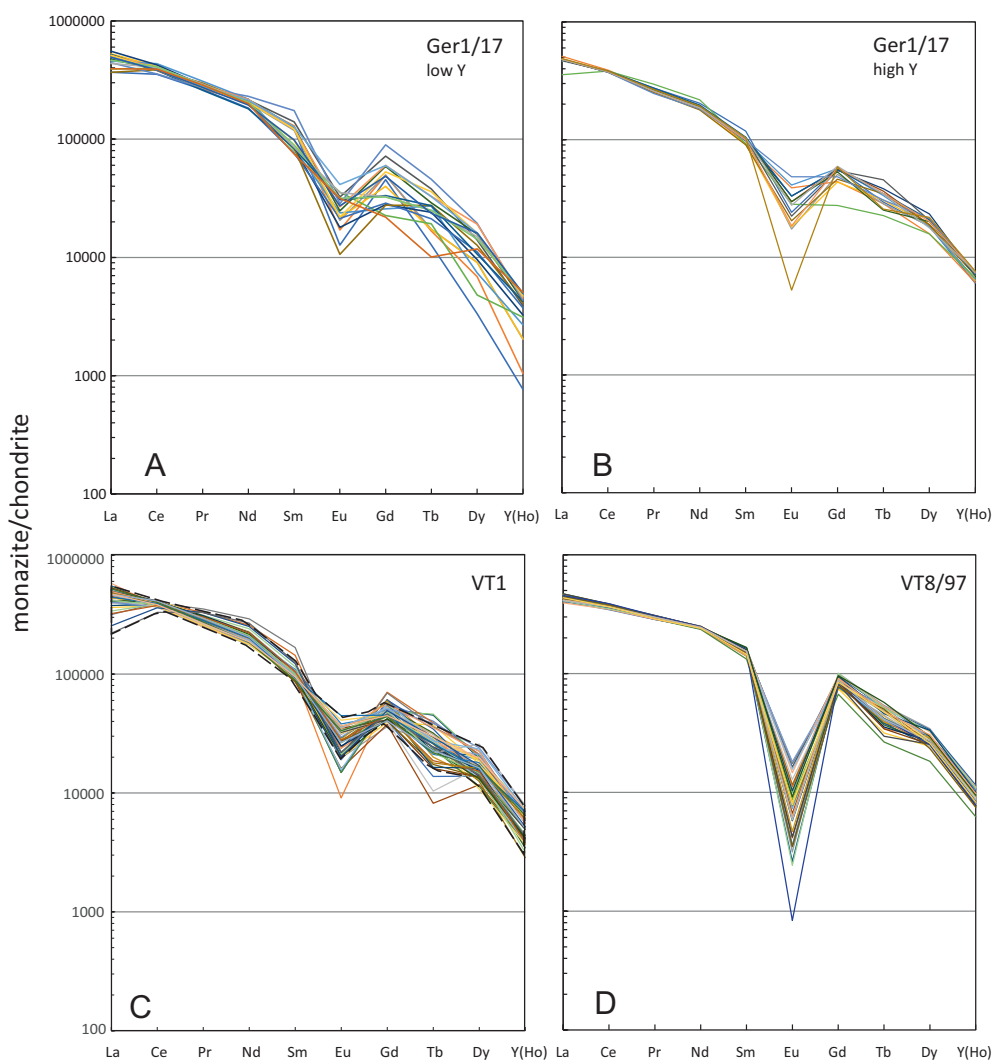 monazite/chondrite
1000000
100000
10000
1000
100
Ger1/17
low Y
A
La Ce Pr Nd Sm Eu Gd Tb Dy Y(Ho)
Ger1/17
high Y
B
La Ce Pr Nd Sm Eu Gd Tb Dy Y(Ho)
1000000
100000
10000
1000
100
VT1
C
La Ce Pr Nd Sm Eu Gd Tb Dy Y(Ho)
VT8/97
D
La Ce Pr Nd Sm Eu Gd Tb Dy Y(Ho)